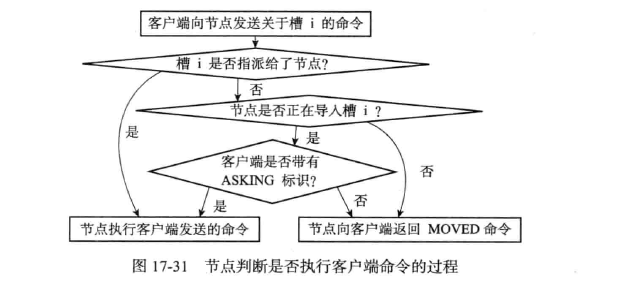 客户端向节点发送关于槽 i 的命令
槽 i 是否指派给了节点？
否
节点是否正在导入槽 i ？
是
是
客户端是否带有
ASKING 标识？
否
是
否
节点执行客户端发送的命令
节点向客户端返回 MOVED 命令
图 17-31 节点判断是否执行客户端命令的过程